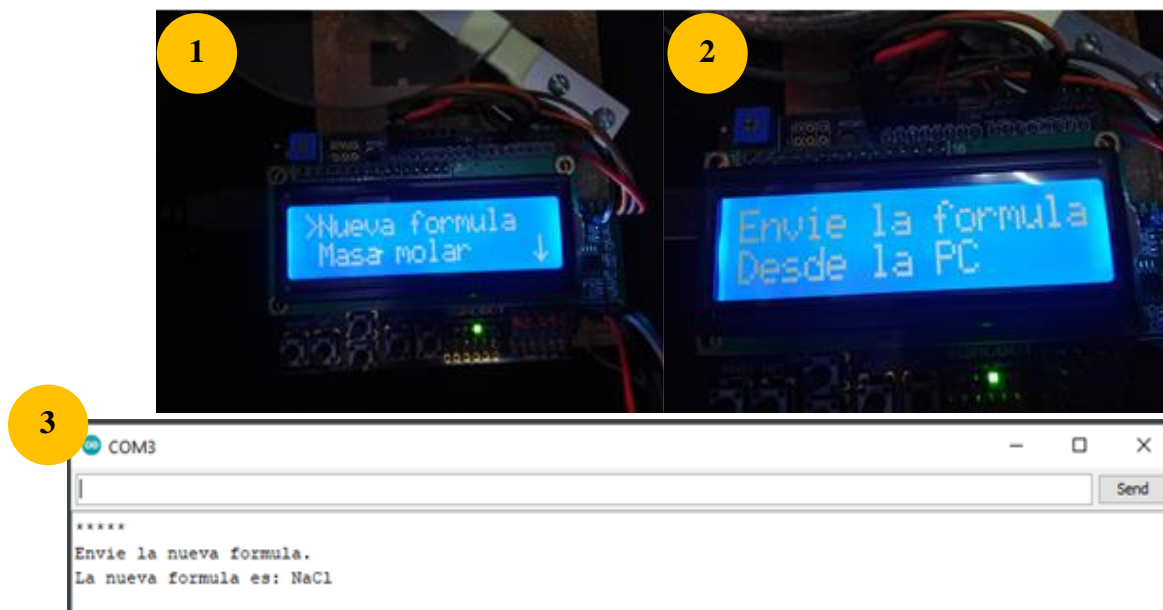 1
2
>Nueva formula
Masa molar ↓
Envie la formula
Desde la PC
3
COM3
Send
*****
Envie la nueva formula.
La nueva formula es: NaCl